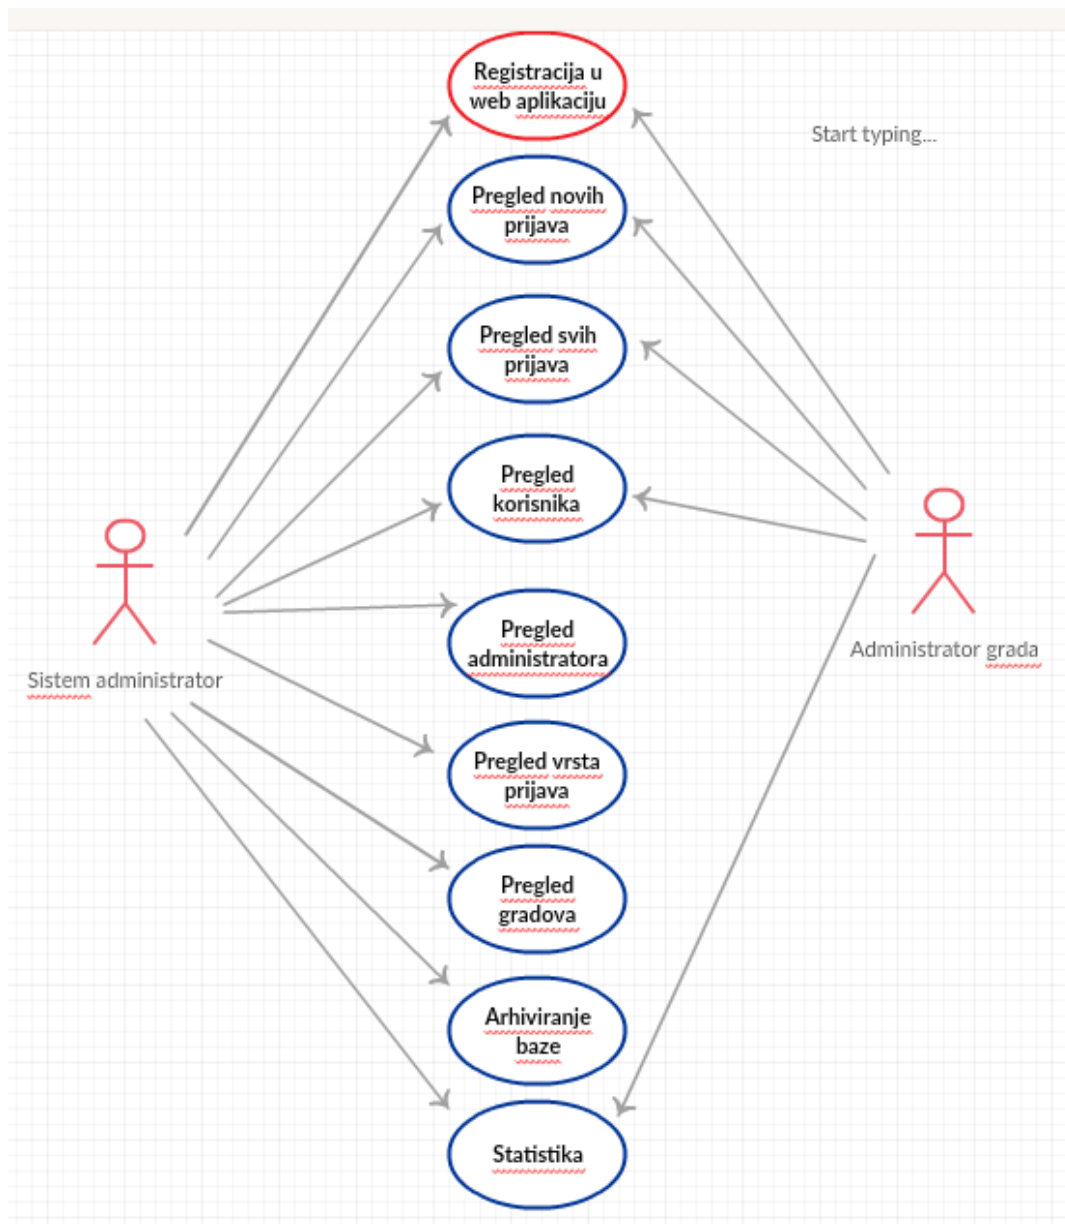 Registracija u
web aplikaciju
Start typing...
Pregled novih
prijava
Pregled svih
prijava
Pregled
korisnika
Pregled
administratora
Administrator grada
Sistem administrator
Pregled vrsta
prijava
Pregled
gradova
Arhiviranje
baze
Statistika